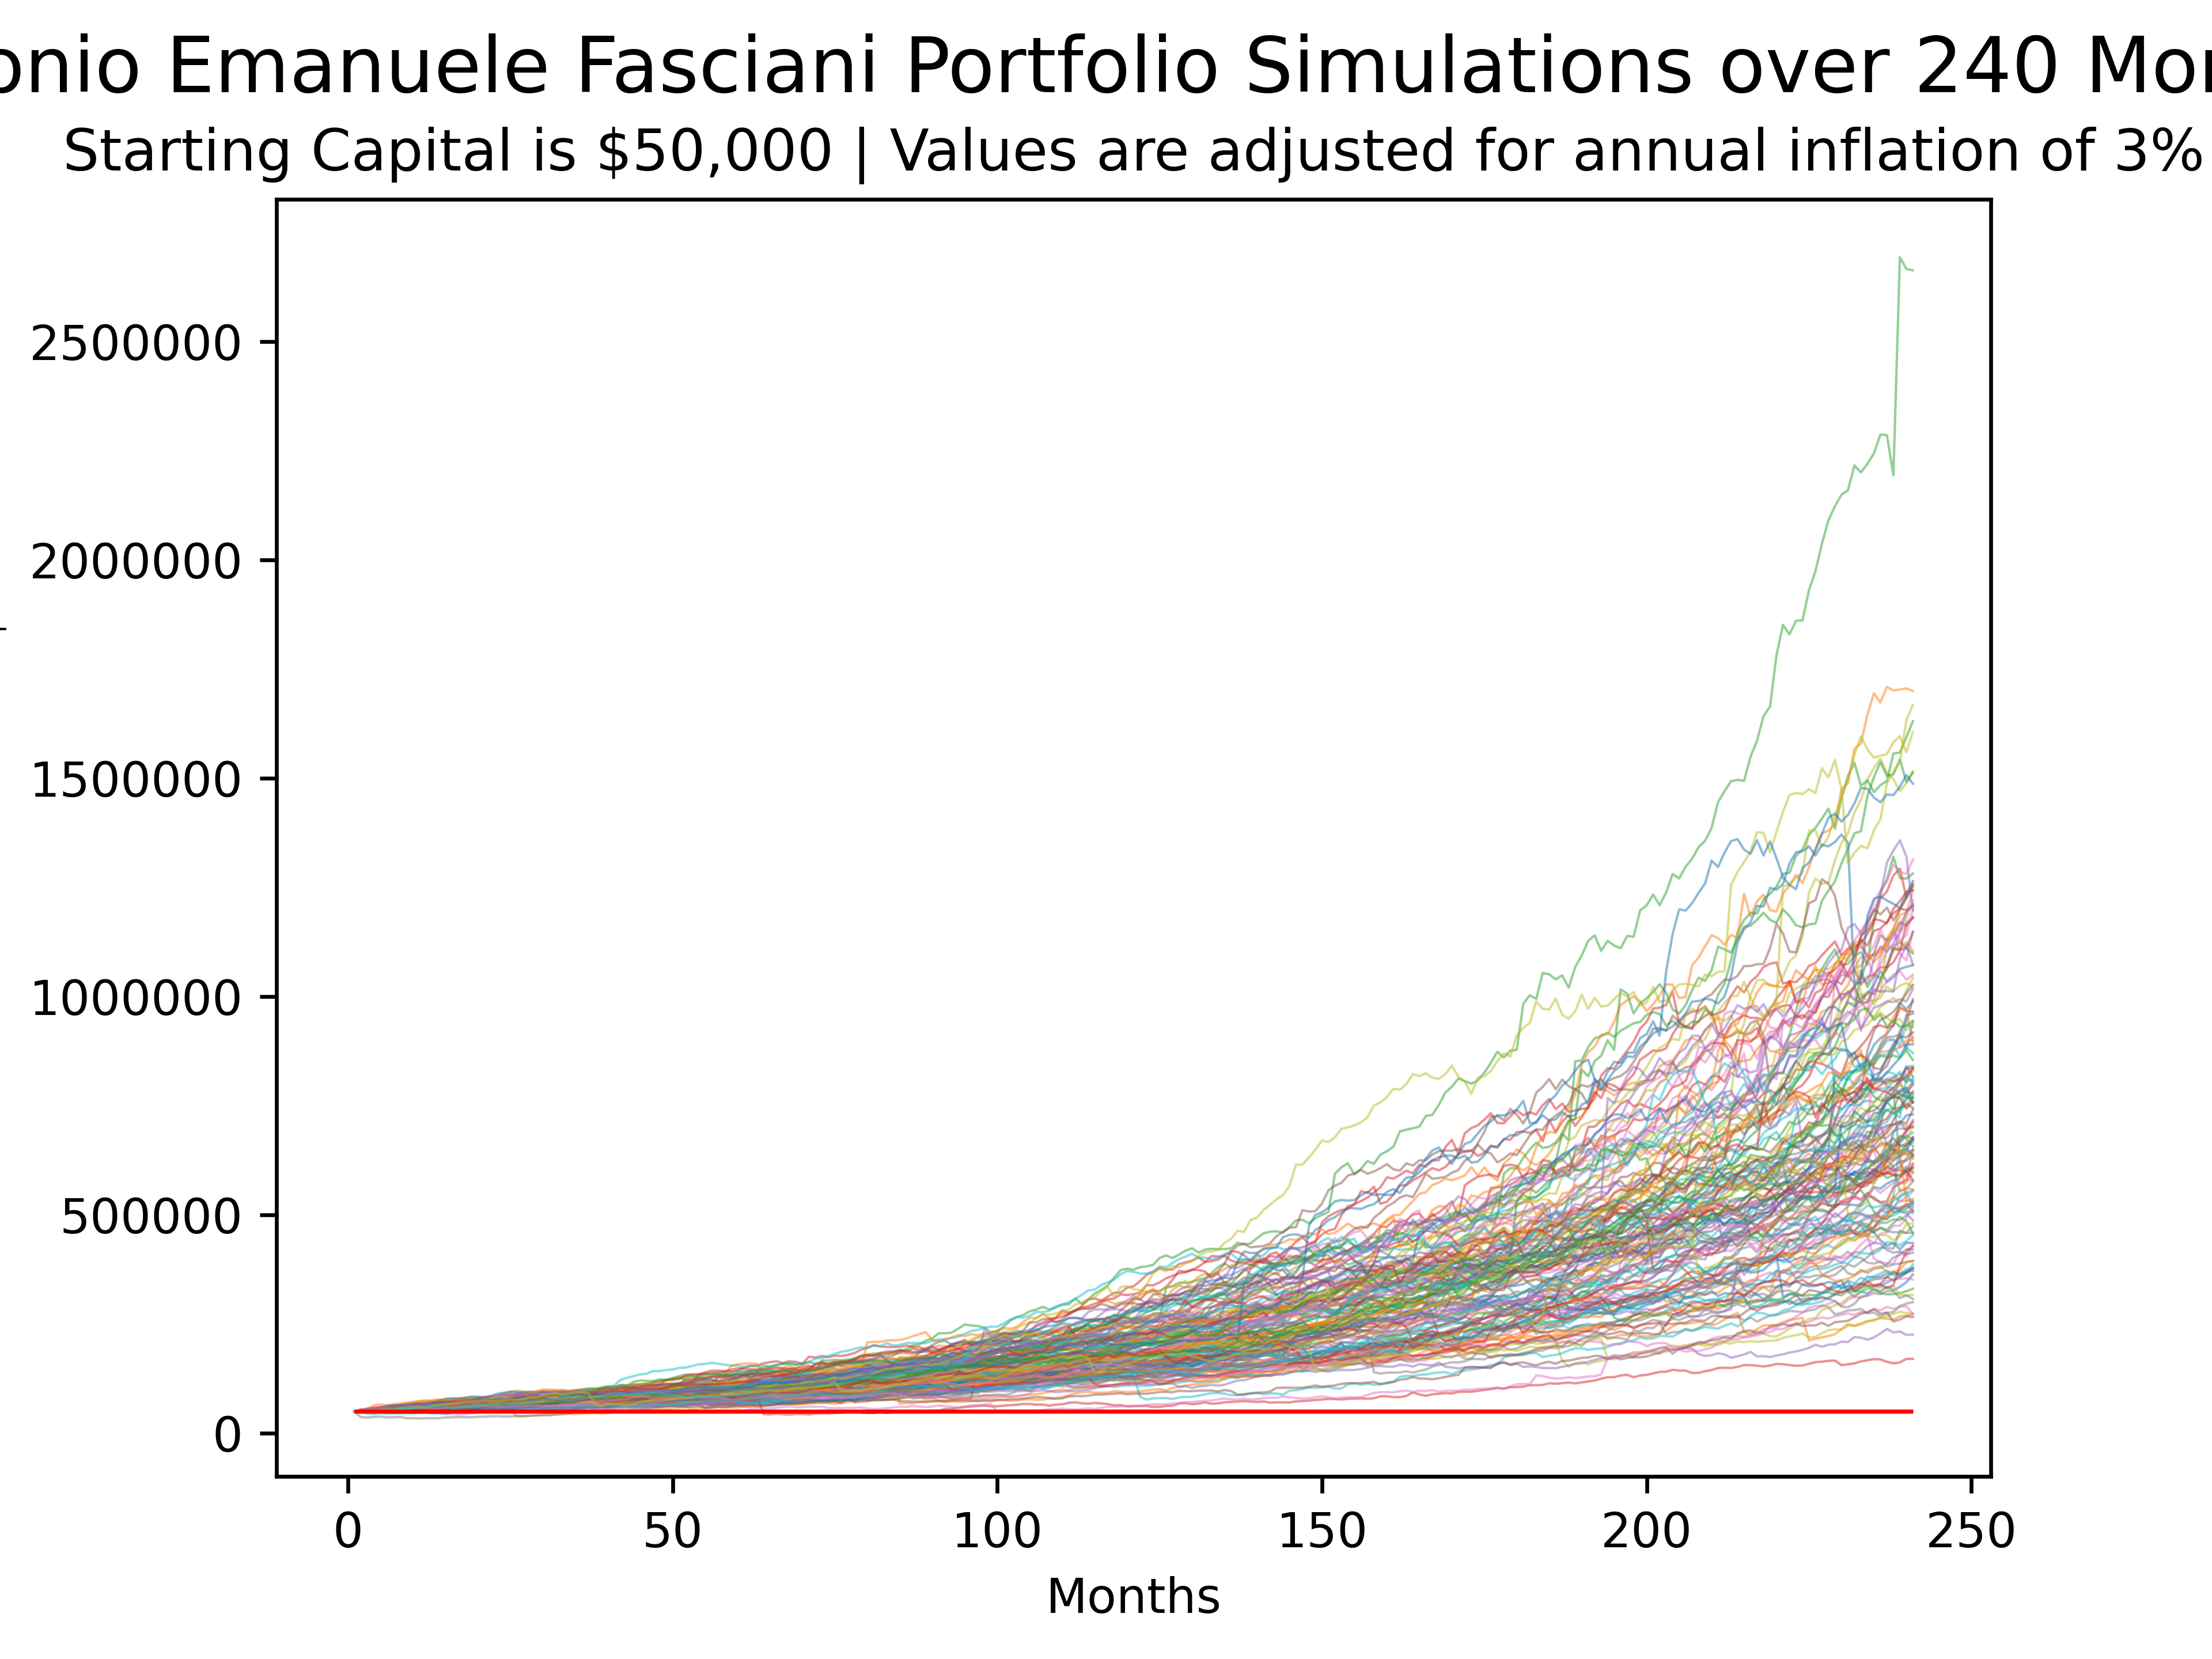 onio Emanuele Fasciani Portfolio Simulations over 240 Mon
Starting Capital is $50,000 | Values are adjusted for annual inflation of 3%
2500000
2000000
1500000
1000000
500000
0
0 50 100 150 200 250
Months